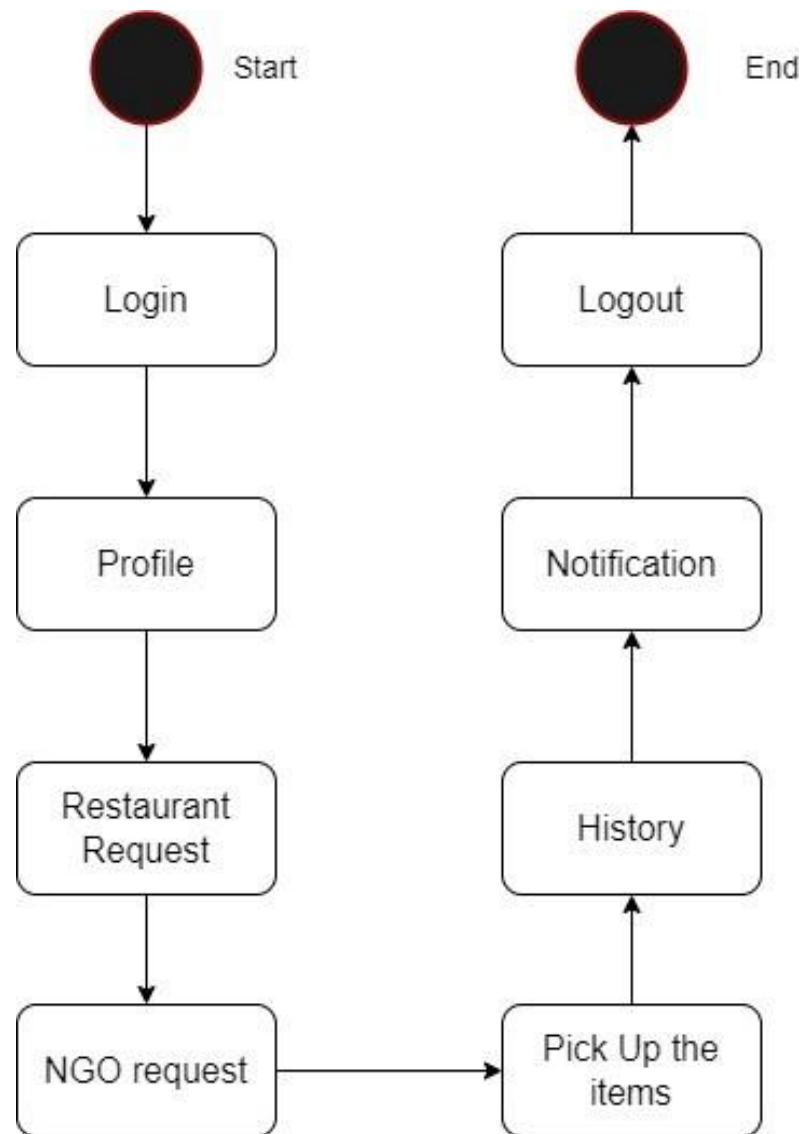 Start
Login
Profile
Restaurant
Request
NGO request
Pick Up the
items
History
Notification
Logout
End